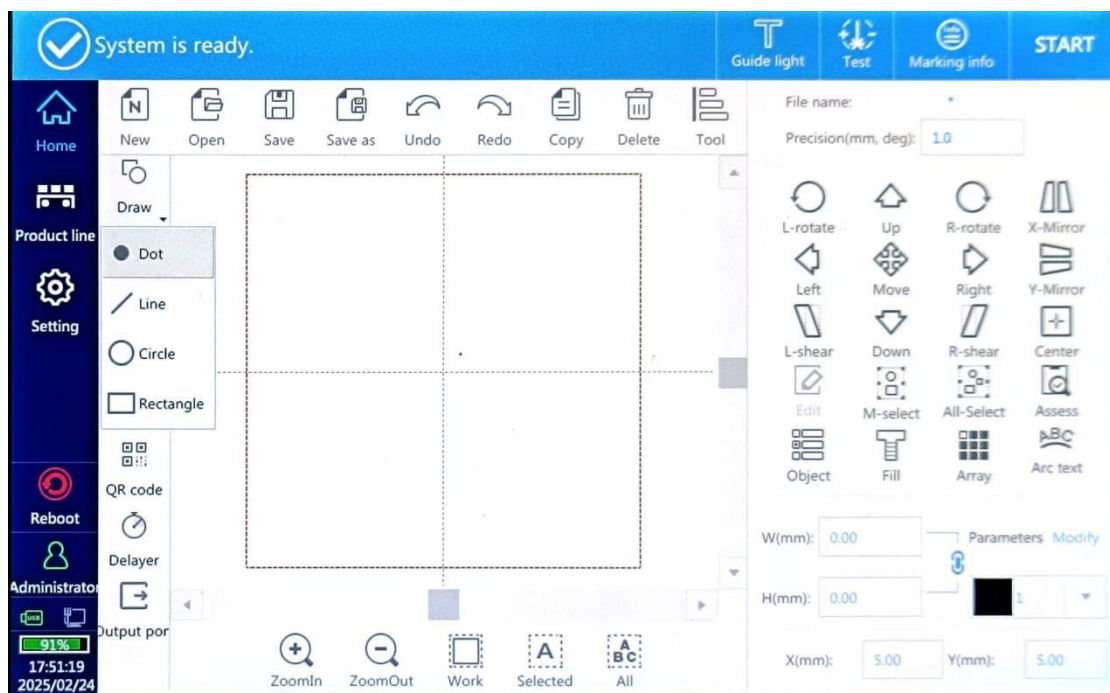 System is ready.
Guide light
Test
Marking info
START
Home
Product line
Setting
Reboot
Administrator
USB
91%
17:51:19
2025/02/24
N
New
Open
Save
Save as
Undo
Redo
Copy
Delete
Tool
Draw
Dot
Line
Circle
Rectangle
QR code
Delayer
Output por
ZoomIn
ZoomOut
Work
A
Selected
A
B C
All
File name: *
Precision(mm, deg): 1.0
L-rotate
Up
R-rotate
X-Mirror
Left
Move
Right
Y-Mirror
L-shear
Down
R-shear
Center
Edit
M-select
All-Select
Assess
Object
Fill
Array
ABC
Arc text
W(mm): 0.00
Parameters Modify
H(mm): 0.00
1
X(mm): 5.00 Y(mm): 5.00